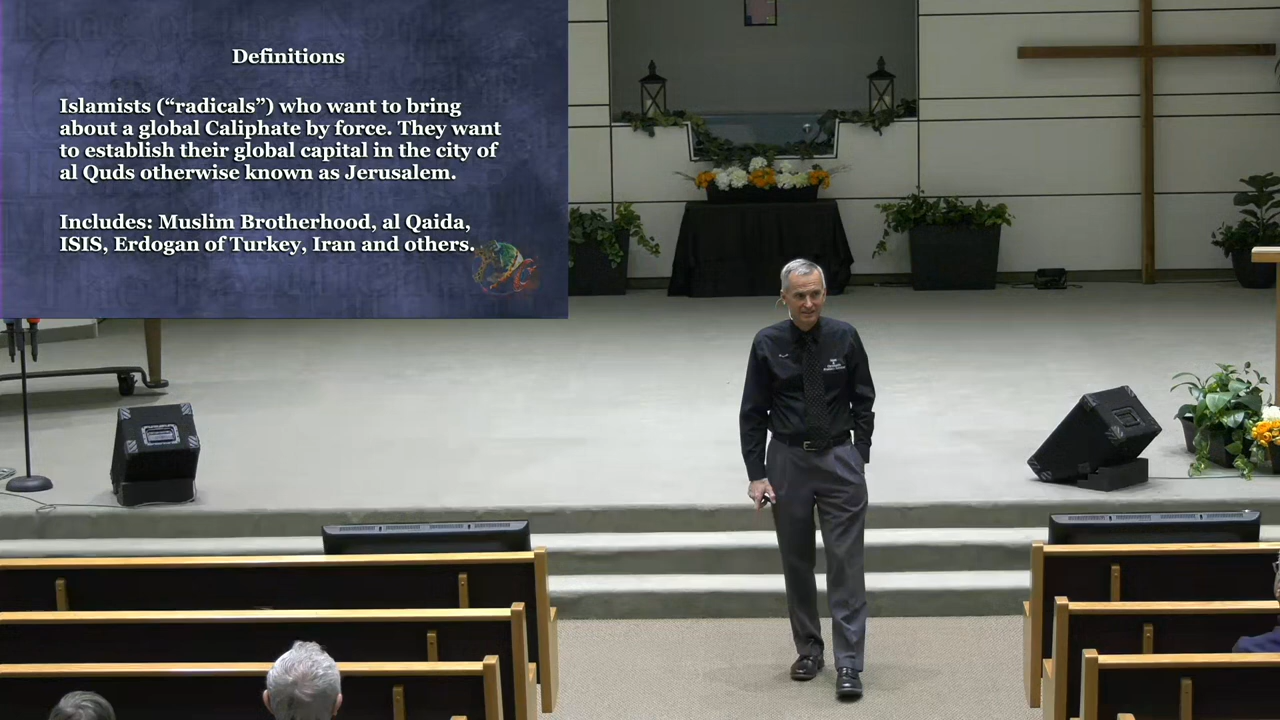 Definitions
Islamists (“radicals”) who want to bring
about a global Caliphate by force. They want
to establish their global capital in the city of
al Quds otherwise known as Jerusalem.
Includes: Muslim Brotherhood, al Qaida,
ISIS, Erdogan of Turkey, Iran and others.